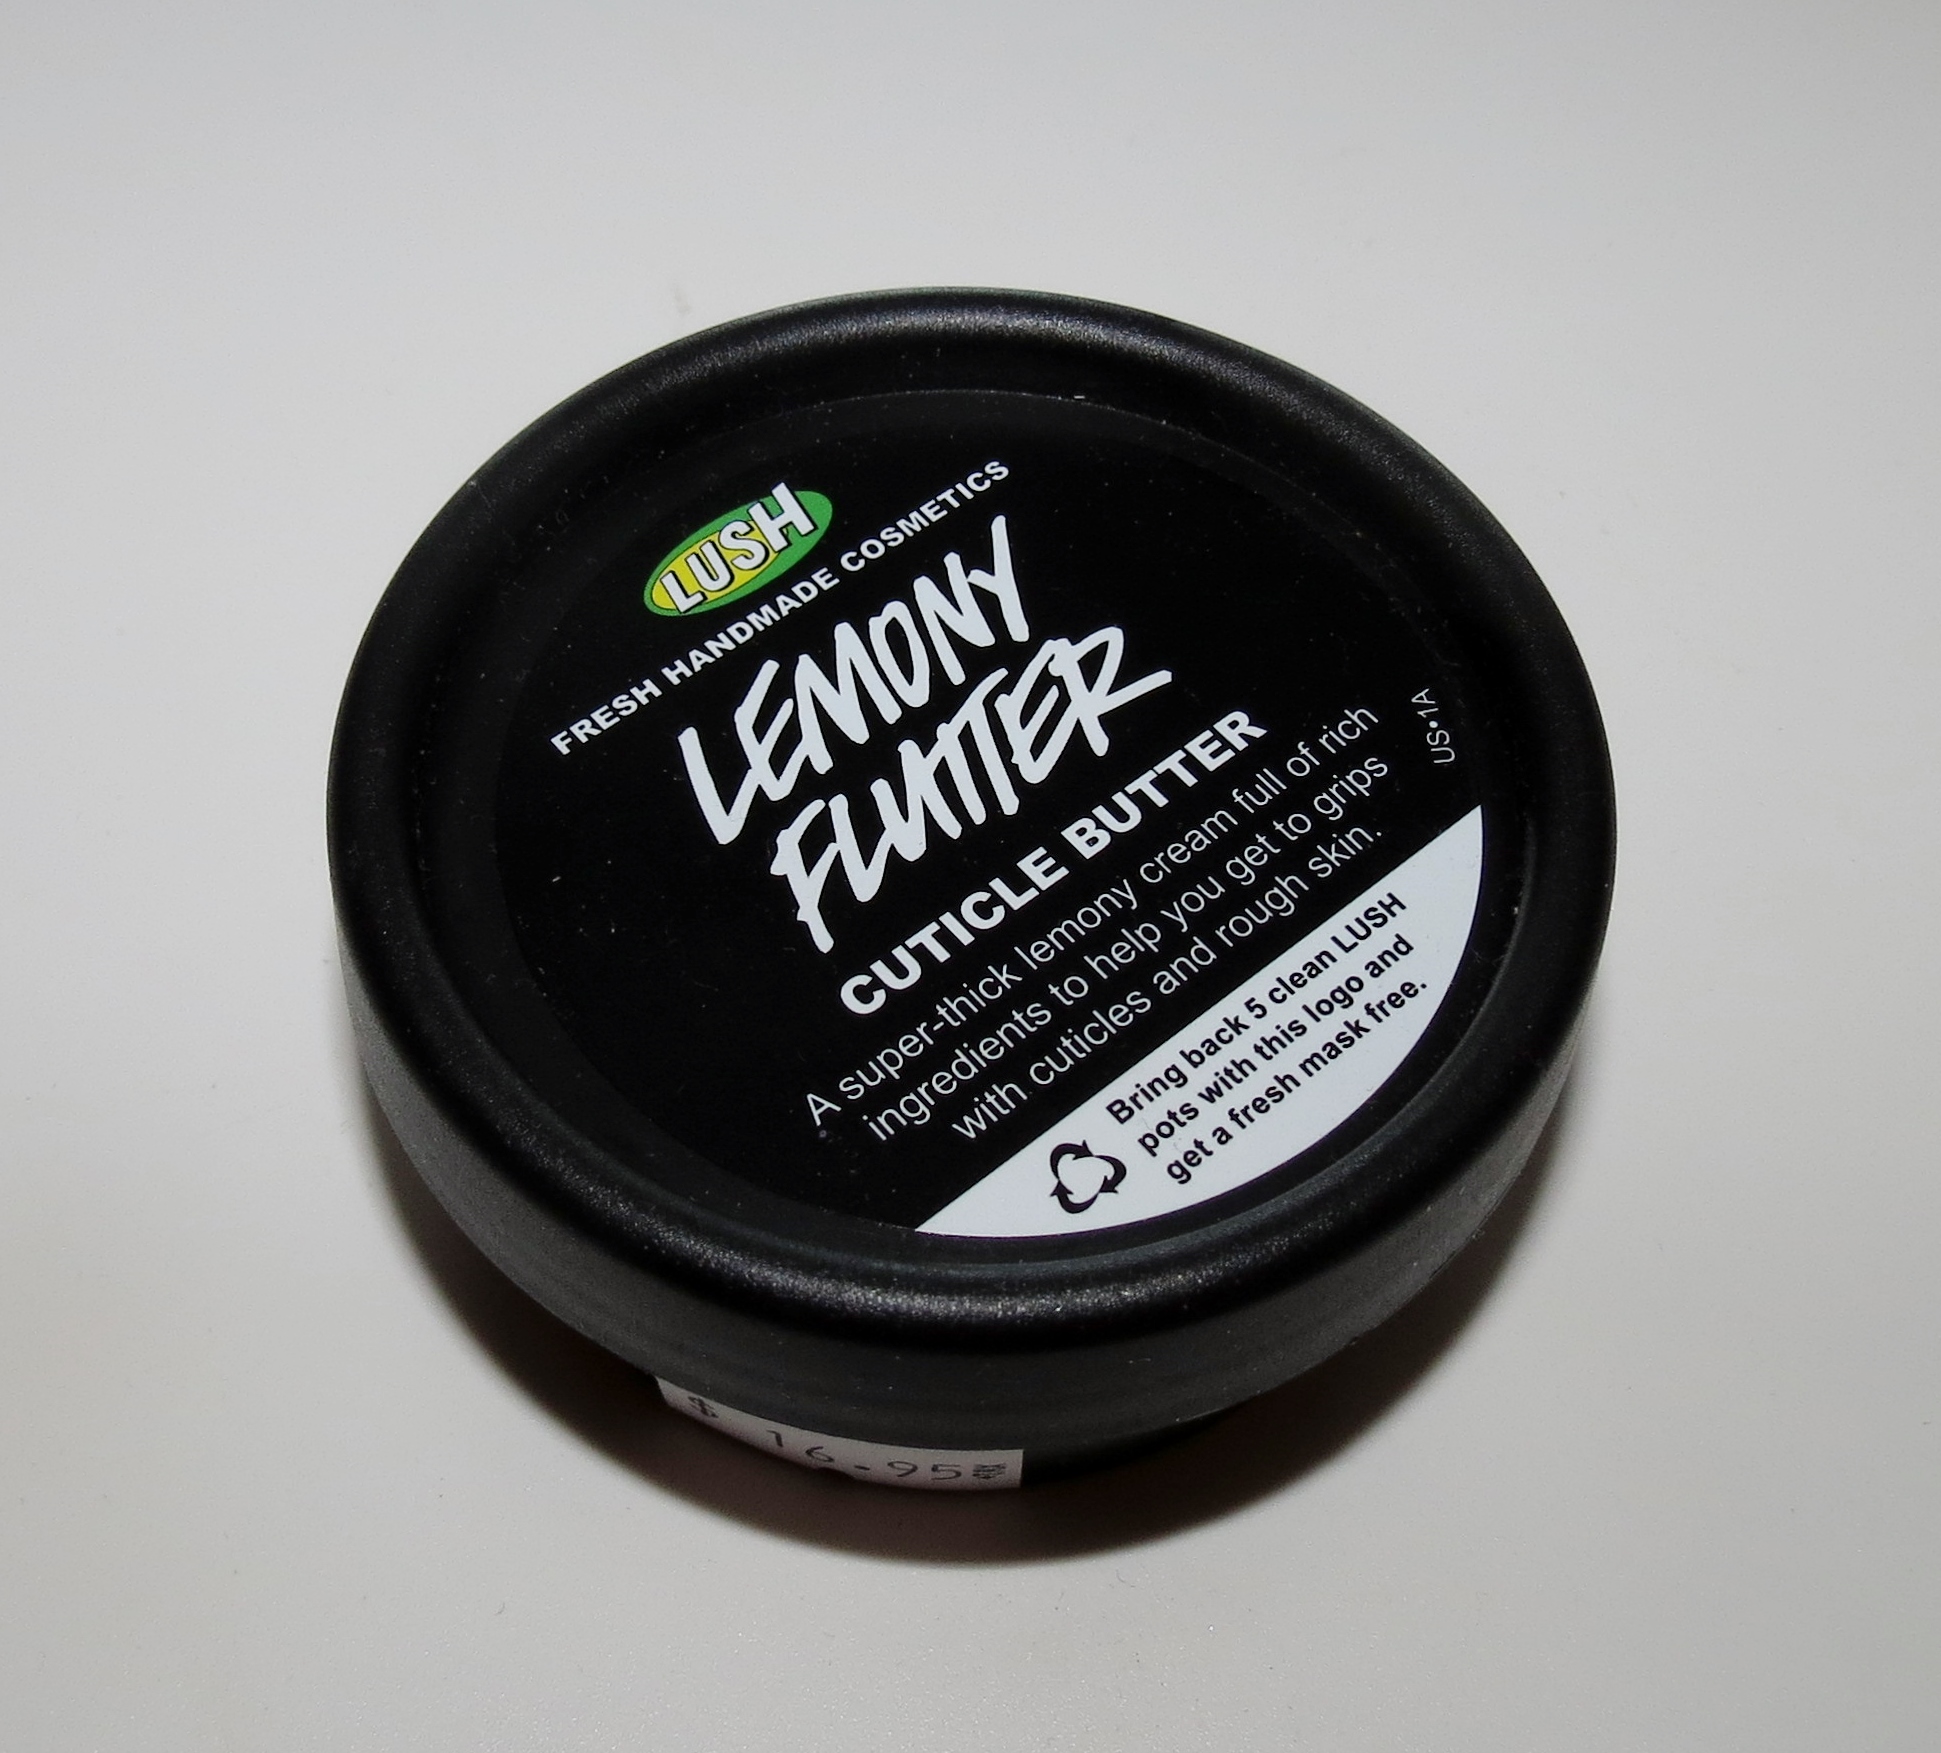 LUSH
FRESH HANDMADE COSMETICS
LEMONY
FLUTTER
CUTICLE BUTTER
A super-thick lemony cream full of rich
ingredients to help you get to grips
with cuticles and rough skin.
US•1A
Bring back 5 clean LUSH
pots with this logo and
get a fresh mask free.
$ 16.95